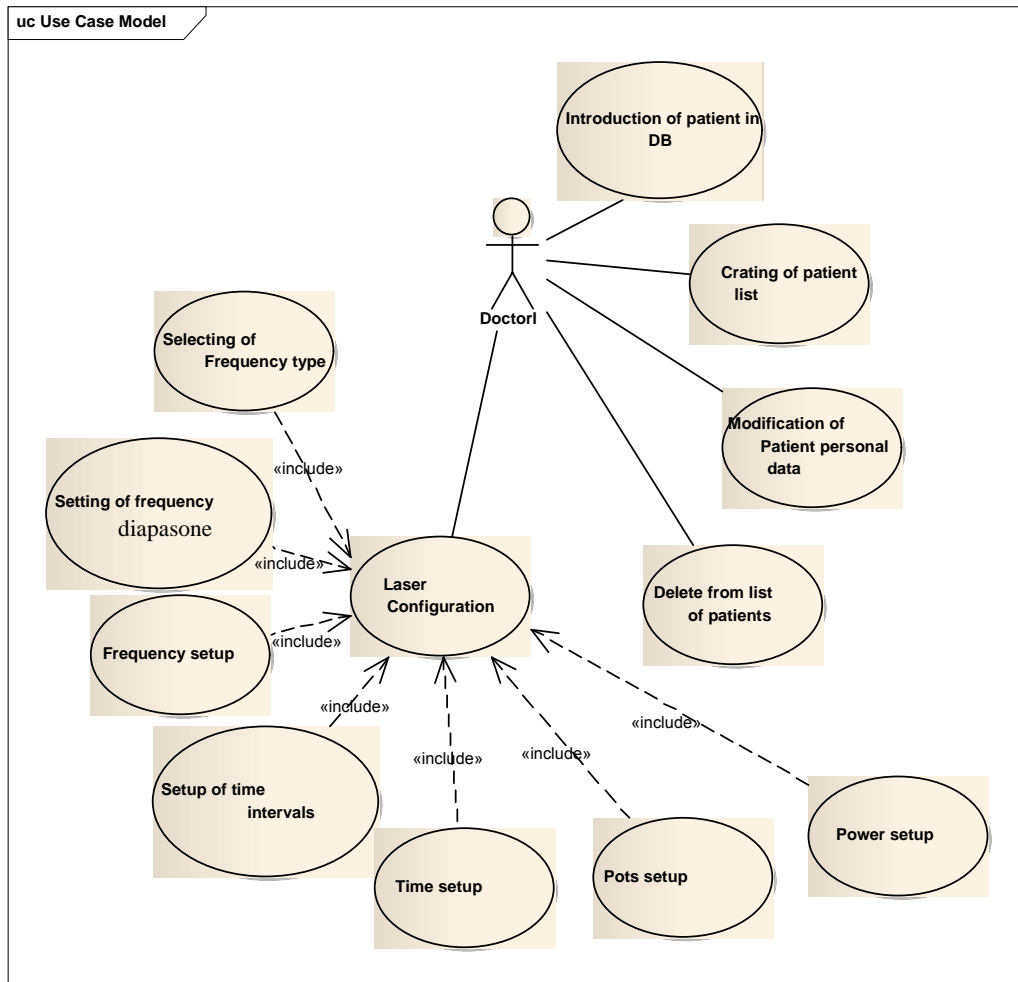 uc Use Case Model
Introduction of patient in
DB
Crating of patient
list
Doctorl
Selecting of
Frequency type
Modification of
Patient personal
data
«include»
Setting of frequency
diapasone
«include»
Laser
Configuration
Delete from list
of patients
Frequency setup
«include»
«include»
«include»
«include»
«include»
Setup of time
intervals
Time setup
Pots setup
Power setup